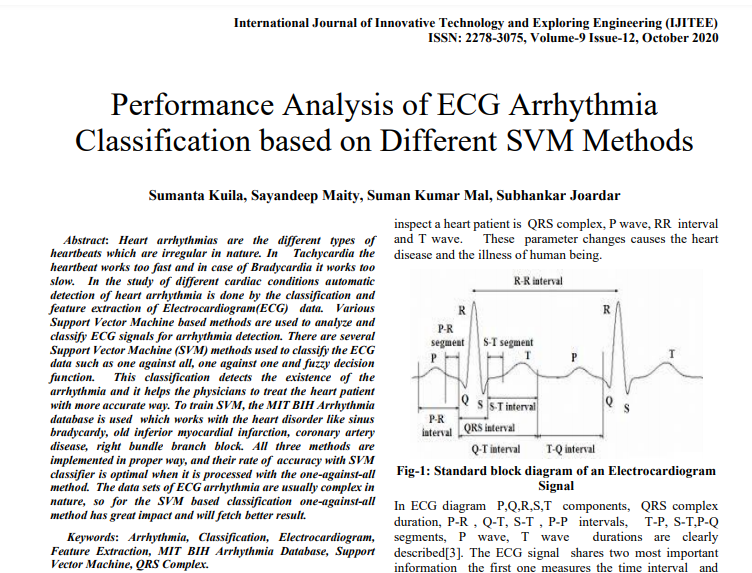 International Journal of Innovative Technology and Exploring Engineering (IJITEE)
ISSN: 2278-3075, Volume-9 Issue-12, October 2020
Performance Analysis of ECG Arrhythmia
Classification based on Different SVM Methods
Sumanta Kuila, Sayandeep Maity, Suman Kumar Mal, Subhankar Joardar
Abstract: Heart arrhythmias are the different types of
heartbeats which are irregular in nature. In Tachycardia the
heartbeat works too fast and in case of Bradycardia it works too
slow. In the study of different cardiac conditions automatic
detection of heart arrhythmia is done by the classification and
feature extraction of Electrocardiogram(ECG) data. Various
Support Vector Machine based methods are used to analyze and
classify ECG signals for arrhythmia detection. There are several
Support Vector Machine (SVM) methods used to classify the ECG
data such as one against all, one against one and fuzzy decision
function. This classification detects the existence of the
arrhythmia and it helps the physicians to treat the heart patient
with more accurate way. To train SVM, the MIT BIH Arrhythmia
database is used which works with the heart disorder like sinus
bradycardy, old inferior myocardial infarction, coronary artery
disease, right bundle branch block. All three methods are
implemented in proper way, and their rate of accuracy with SVM
classifier is optimal when it is processed with the one-against-all
method. The data sets of ECG arrhythmia are usually complex in
nature, so for the SVM based classification one-against-all
method has great impact and will fetch better result.
Keywords: Arrhythmia, Classification, Electrocardiogram,
Feature Extraction, MIT BIH Arrhythmia Database, Support
Vector Machine, QRS Complex.
inspect a heart patient is QRS complex, P wave, RR interval
and T wave. These parameter changes causes the heart
disease and the illness of human being.
R-R interval
R R
P-R
segment S-T segment
P T P T
Q S Q S
S-T interval
P-R
interval QRS interval
Q-T interval T-Q interval
Fig-1: Standard block diagram of an Electrocardiogram
Signal
In ECG diagram P,Q,R,S,T components, QRS complex
duration, P-R , Q-T, S-T , P-P intervals, T-P, S-T,P-Q
segments, P wave, T wave durations are clearly
described[3]. The ECG signal shares two most important
information the first one measures the time interval and